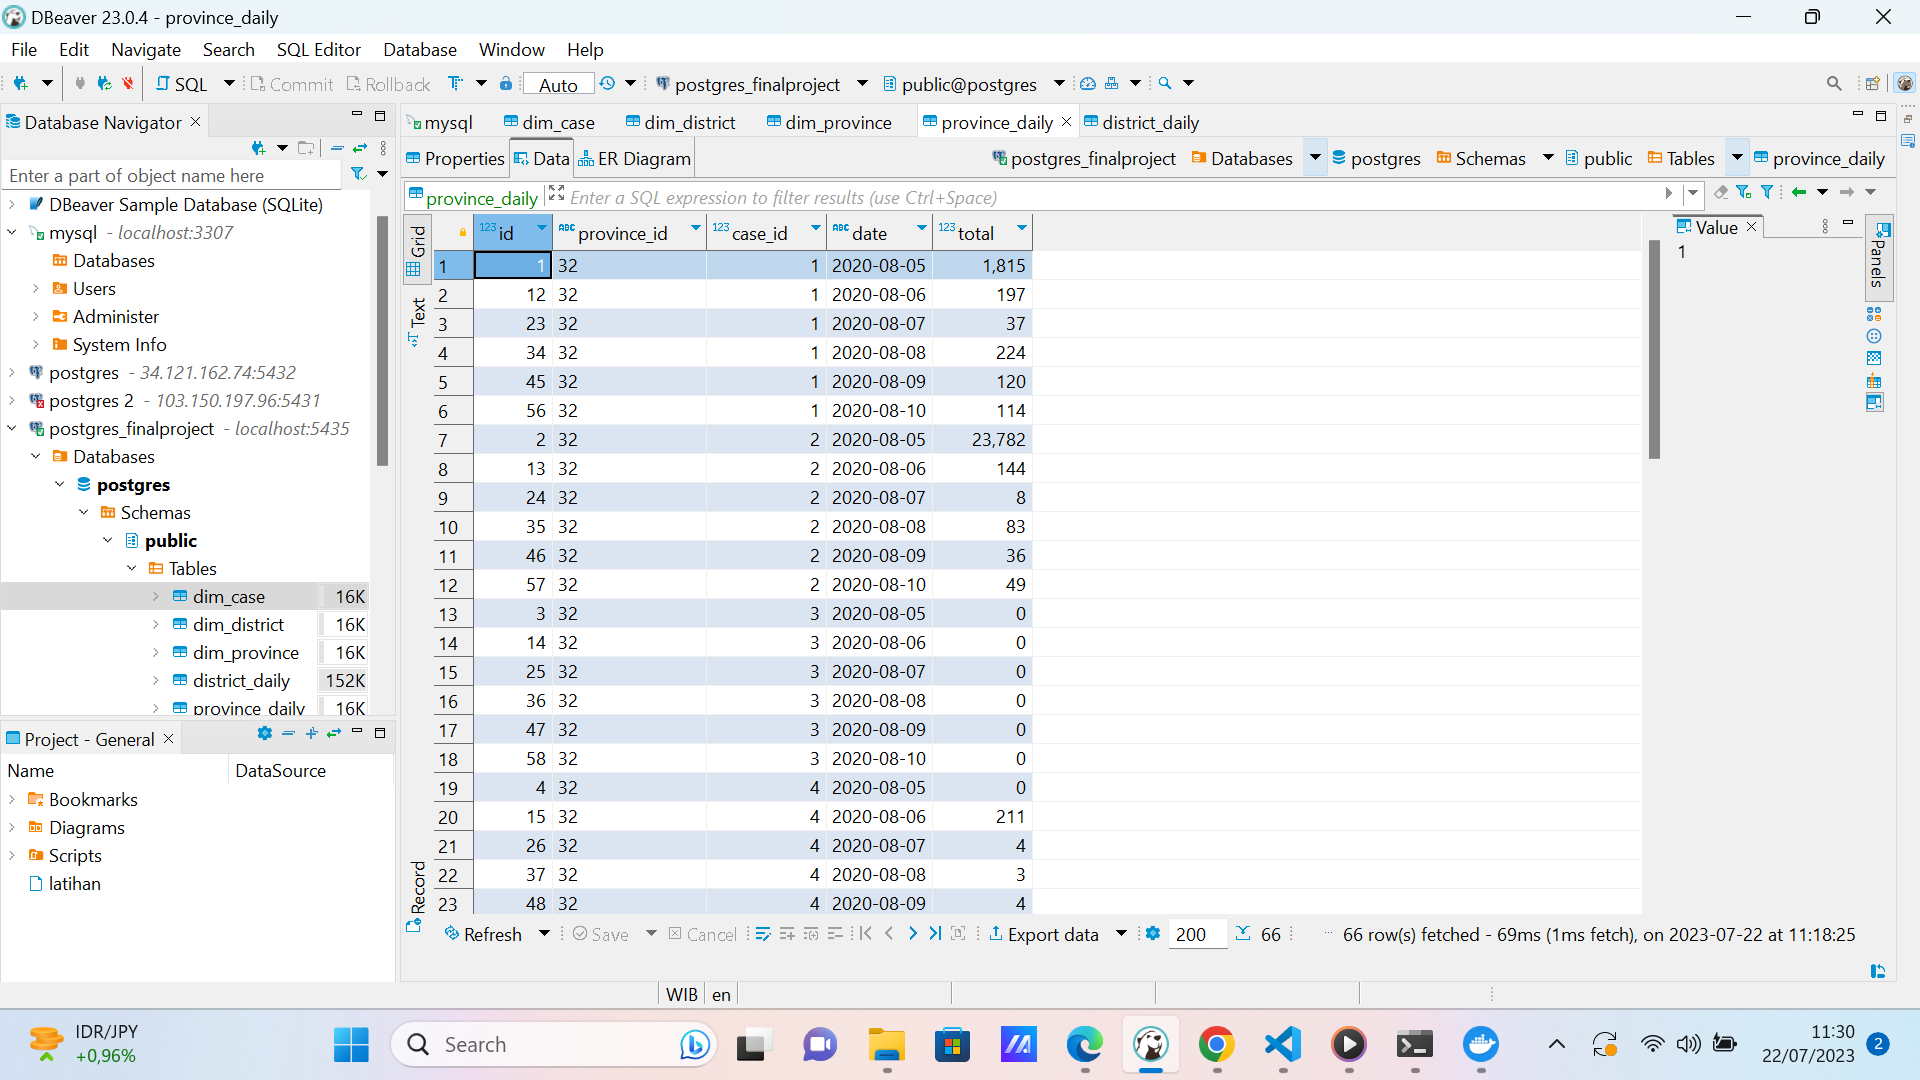 DBeaver 23.0.4 - province_daily
File Edit Navigate Search SQL Editor Database Window Help
SQL Commit Rollback Auto postgres_finalproject public@postgres
Database Navigator
Enter a part of object name here
DBeaver Sample Database (SQLite)
mysql - localhost:3307
Databases
Users
Administer
System Info
postgres - 34.121.162.74:5432
postgres 2 - 103.150.197.96:5431
postgres_finalproject - localhost:5435
Databases
postgres
Schemas
public
Tables
dim_case 16K
dim_district 16K
dim_province 16K
district_daily 152K
province_daily 16K
Project - General
Name DataSource
Bookmarks
Diagrams
Scripts
latihan
mysql dim_case dim_district dim_province province_daily district_daily
Properties Data ER Diagram postgres_finalproject Databases postgres Schemas public Tables province_daily
province_daily Enter a SQL expression to filter results (use Ctrl+Space)
Grid
Text
Record
123 id ABC province_id 123 case_id ABC date 123 total
1 1 32 1 2020-08-05 1,815
2 12 32 1 2020-08-06 197
3 23 32 1 2020-08-07 37
4 34 32 1 2020-08-08 224
5 45 32 1 2020-08-09 120
6 56 32 1 2020-08-10 114
7 2 32 2 2020-08-05 23,782
8 13 32 2 2020-08-06 144
9 24 32 2 2020-08-07 8
10 35 32 2 2020-08-08 83
11 46 32 2 2020-08-09 36
12 57 32 2 2020-08-10 49
13 3 32 3 2020-08-05 0
14 14 32 3 2020-08-06 0
15 25 32 3 2020-08-07 0
16 36 32 3 2020-08-08 0
17 47 32 3 2020-08-09 0
18 58 32 3 2020-08-10 0
19 4 32 4 2020-08-05 0
20 15 32 4 2020-08-06 211
21 26 32 4 2020-08-07 4
22 37 32 4 2020-08-08 3
23 48 32 4 2020-08-09 4
Value
1
Panels
Refresh Save Cancel Export data 200 66 66 row(s) fetched - 69ms (1ms fetch), on 2023-07-22 at 11:18:25
WIB en
IDR/JPY
+0,96%
Search
11:30
22/07/2023
2